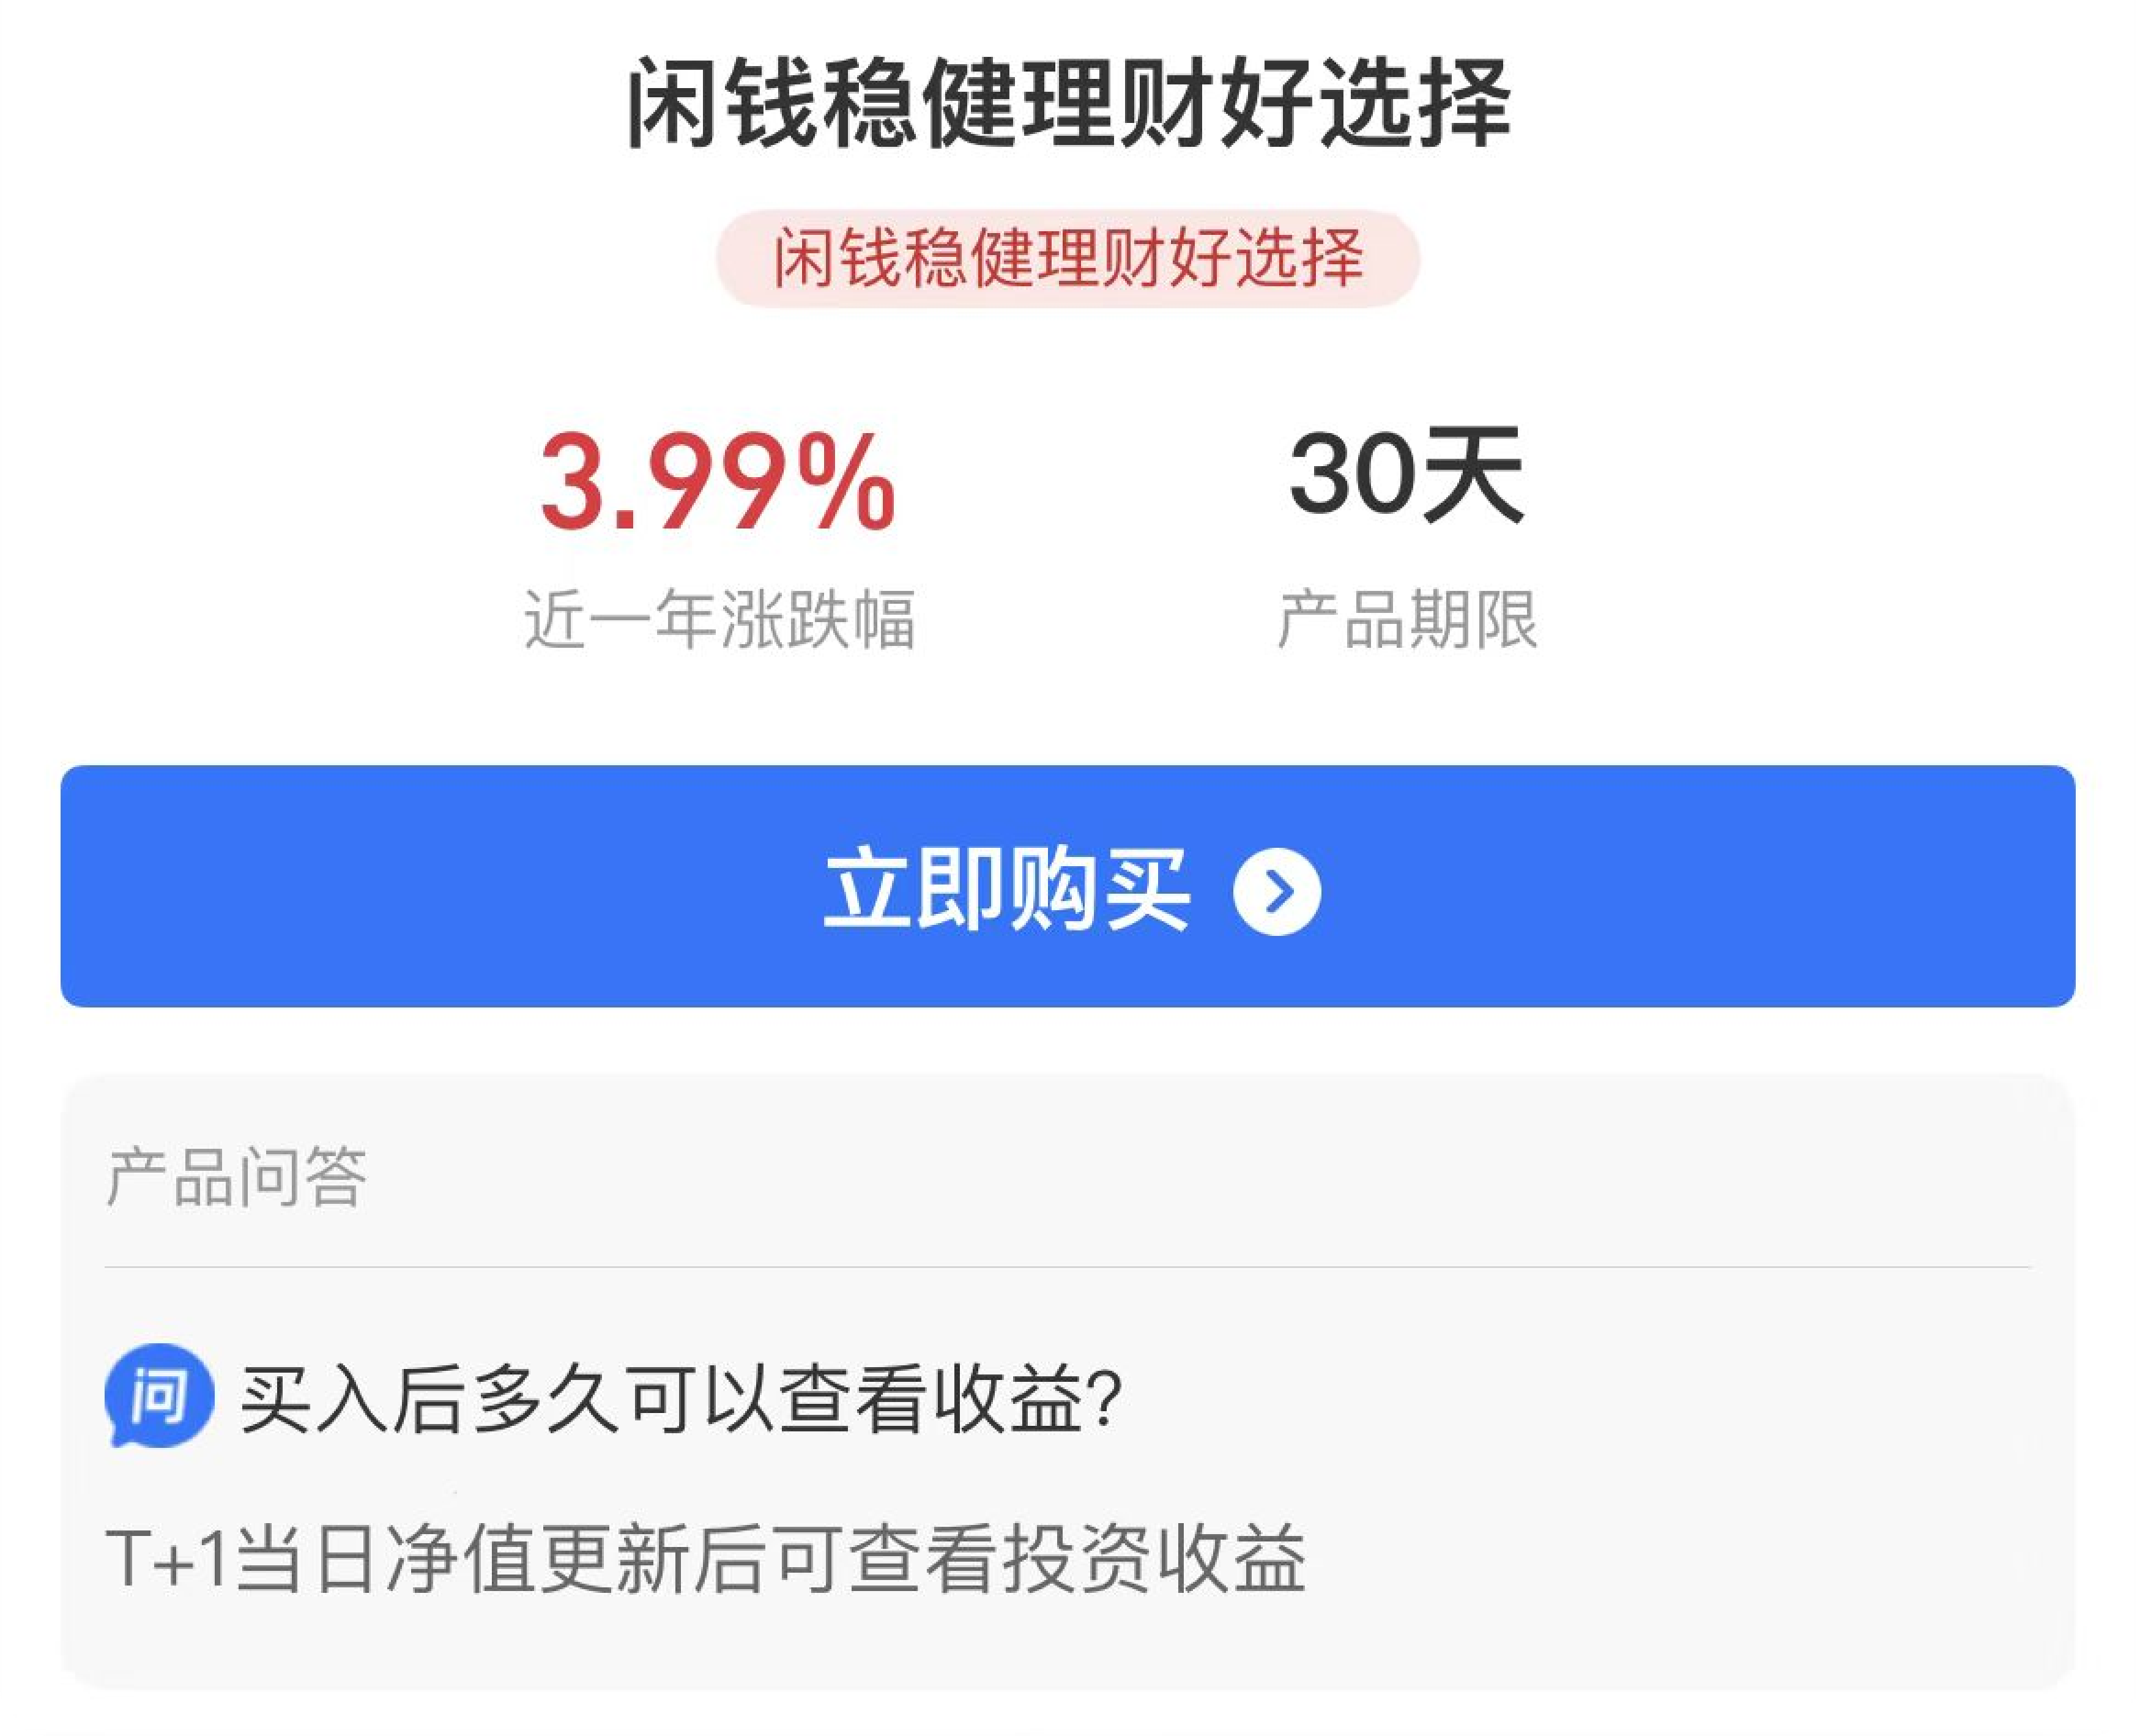 闲钱稳健理财好选择
闲钱稳健理财好选择
3.99%
30天
近一年涨跌幅
产品期限
立即购买
产品问答
问 买入后多久可以查看收益?
T+1当日净值更新后可查看投资收益